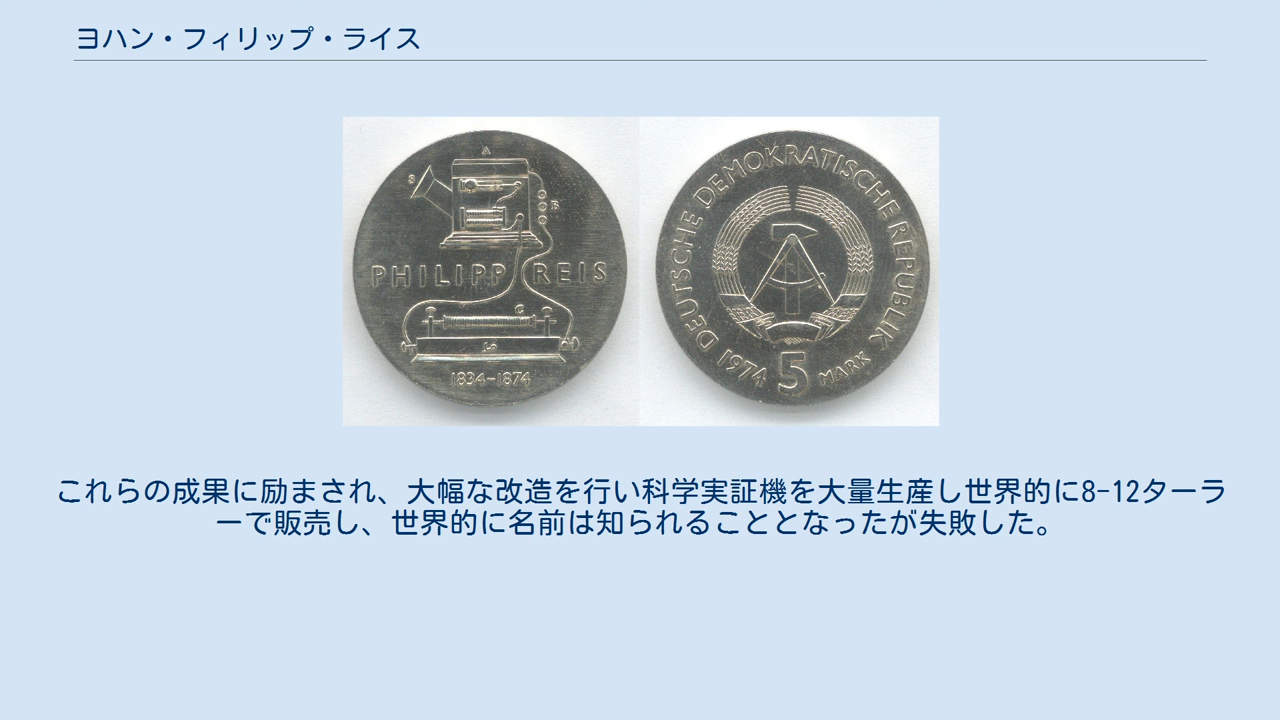 ヨハン・フィリップ・ライス
A
S
B
PHILIPP REIS
1834-1874
DEUTSCHE DEMOKRATISCHE REPUBLIK
1974 5 MARK
これらの成果に励まされ、大幅な改造を行い科学実証機を大量生産し世界的に8-12ターラ
ーで販売し、世界的に名前は知られることとなったが失敗した。